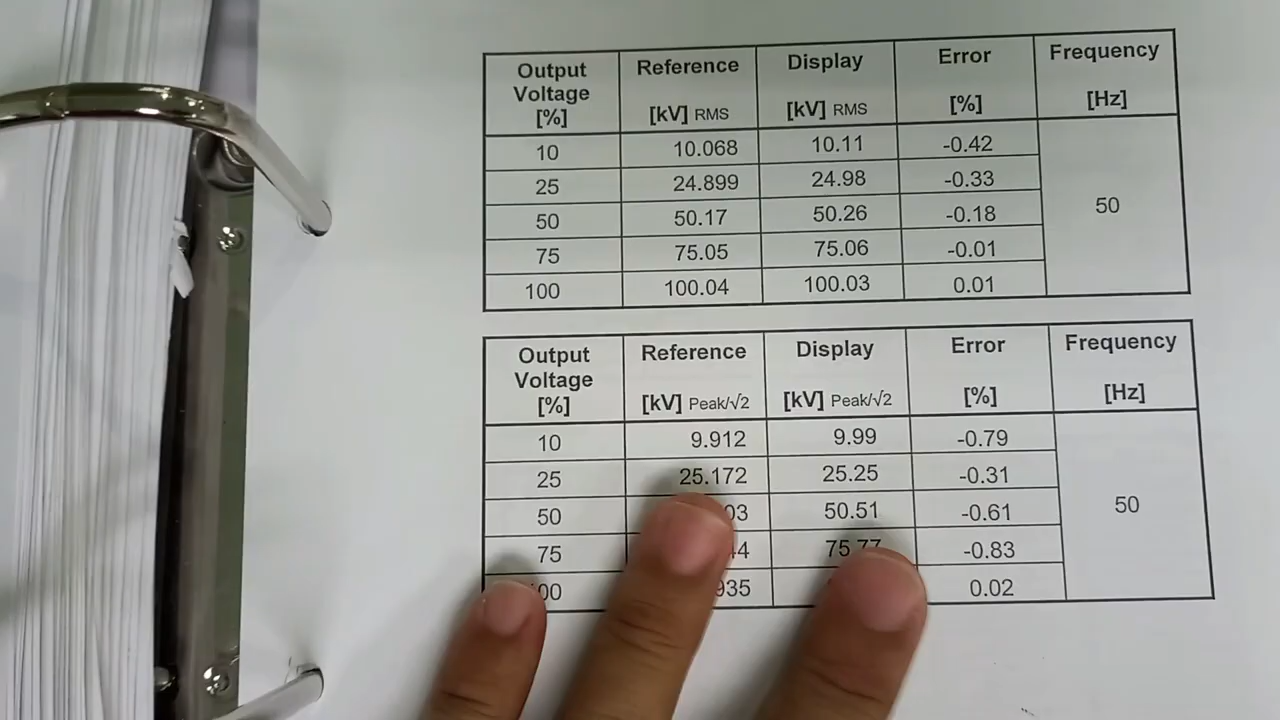 Output Voltage [%] Reference [kV] RMS Display [kV] RMS Error [%] Frequency [Hz]
10 10.068 10.11 -0.42 50
25 24.899 24.98 -0.33
50 50.17 50.26 -0.18
75 75.05 75.06 -0.01
100 100.04 100.03 0.01
Output Voltage [%] Reference [kV] Peak/√2 Display [kV] Peak/√2 Error [%] Frequency [Hz]
10 9.912 9.99 -0.79 50
25 25.172 25.25 -0.31
50 50.51 -0.61
75 75.77 -0.83
0.02